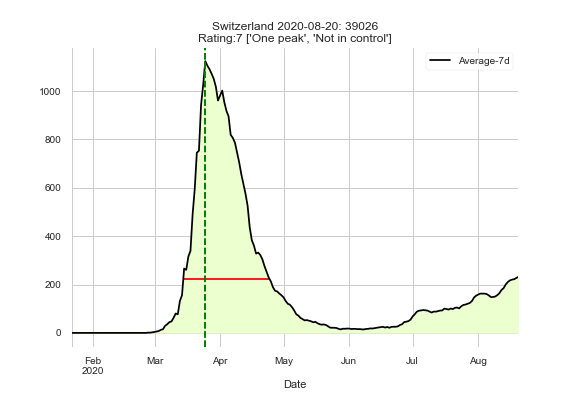 Switzerland 2020-08-20: 39026
Rating:7 ['One peak', 'Not in control']
Average-7d
1000
800
600
400
200
0
Feb
2020
Mar
Apr
May
Jun
Jul
Aug
Date